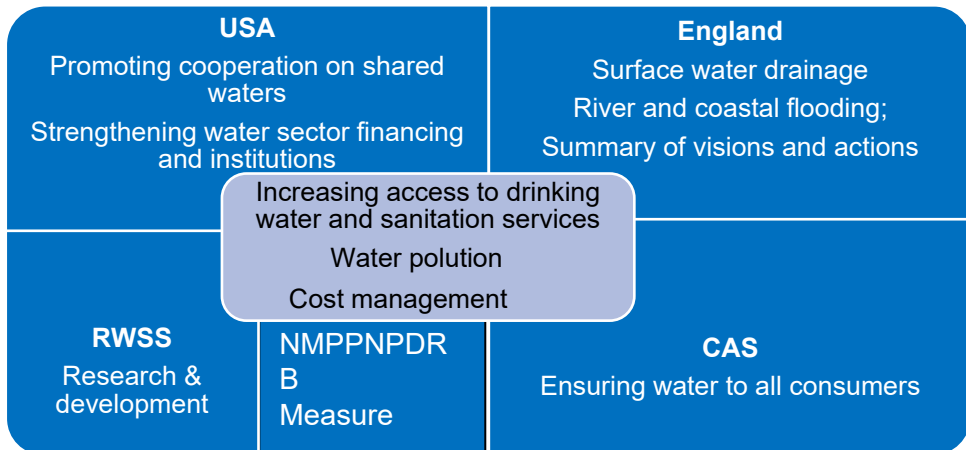 USA
Promoting cooperation on shared
waters
Strengthening water sector financing
and institutions
England
Surface water drainage
River and coastal flooding;
Summary of visions and actions
Increasing access to drinking
water and sanitation services
Water polution
Cost management
RWSS
Research &
development
NMPPNPDR
B
Measure
CAS
Ensuring water to all consumers